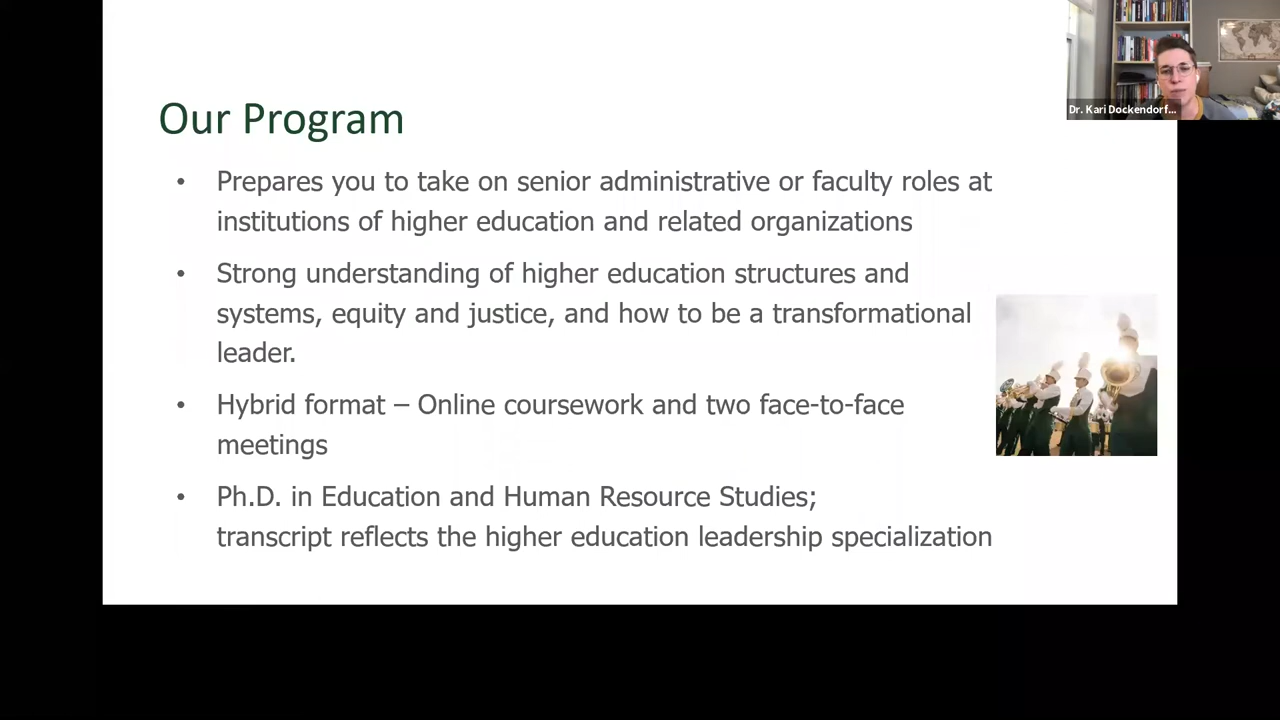 Our Program
• Prepares you to take on senior administrative or faculty roles at
institutions of higher education and related organizations
• Strong understanding of higher education structures and
systems, equity and justice, and how to be a transformational
leader.
• Hybrid format – Online coursework and two face-to-face
meetings
• Ph.D. in Education and Human Resource Studies;
transcript reflects the higher education leadership specialization
Dr. Kari Dockendorf...